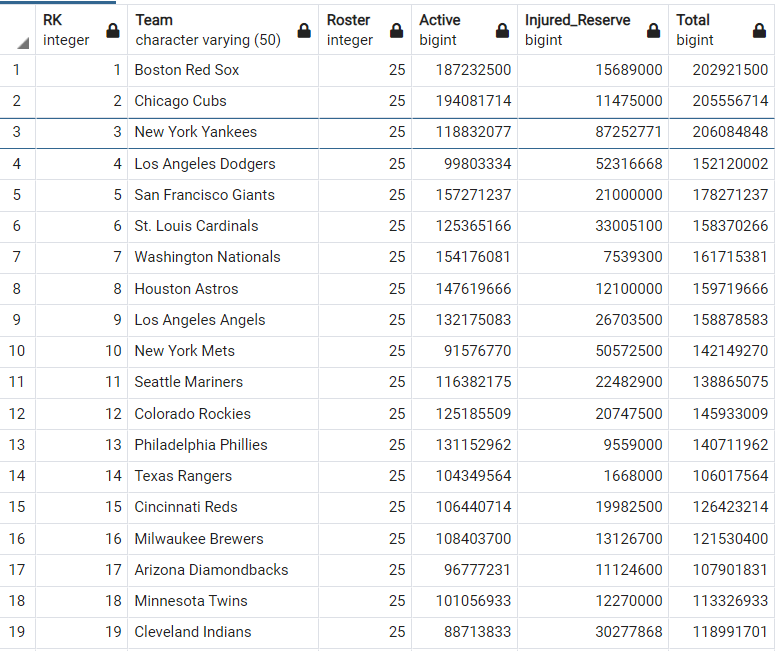 RK Team Roster Active Injured_Reserve Total
integer character varying (50) integer bigint bigint bigint
1 1 Boston Red Sox 25 187232500 15689000 202921500
2 2 Chicago Cubs 25 194081714 11475000 205556714
3 3 New York Yankees 25 118832077 87252771 206084848
4 4 Los Angeles Dodgers 25 99803334 52316668 152120002
5 5 San Francisco Giants 25 157271237 21000000 178271237
6 6 St. Louis Cardinals 25 125365166 33005100 158370266
7 7 Washington Nationals 25 154176081 7539300 161715381
8 8 Houston Astros 25 147619666 12100000 159719666
9 9 Los Angeles Angels 25 132175083 26703500 158878583
10 10 New York Mets 25 91576770 50572500 142149270
11 11 Seattle Mariners 25 116382175 22482900 138865075
12 12 Colorado Rockies 25 125185509 20747500 145933009
13 13 Philadelphia Phillies 25 131152962 9559000 140711962
14 14 Texas Rangers 25 104349564 1668000 106017564
15 15 Cincinnati Reds 25 106440714 19982500 126423214
16 16 Milwaukee Brewers 25 108403700 13126700 121530400
17 17 Arizona Diamondbacks 25 96777231 11124600 107901831
18 18 Minnesota Twins 25 101056933 12270000 113326933
19 19 Cleveland Indians 25 88713833 30277868 118991701